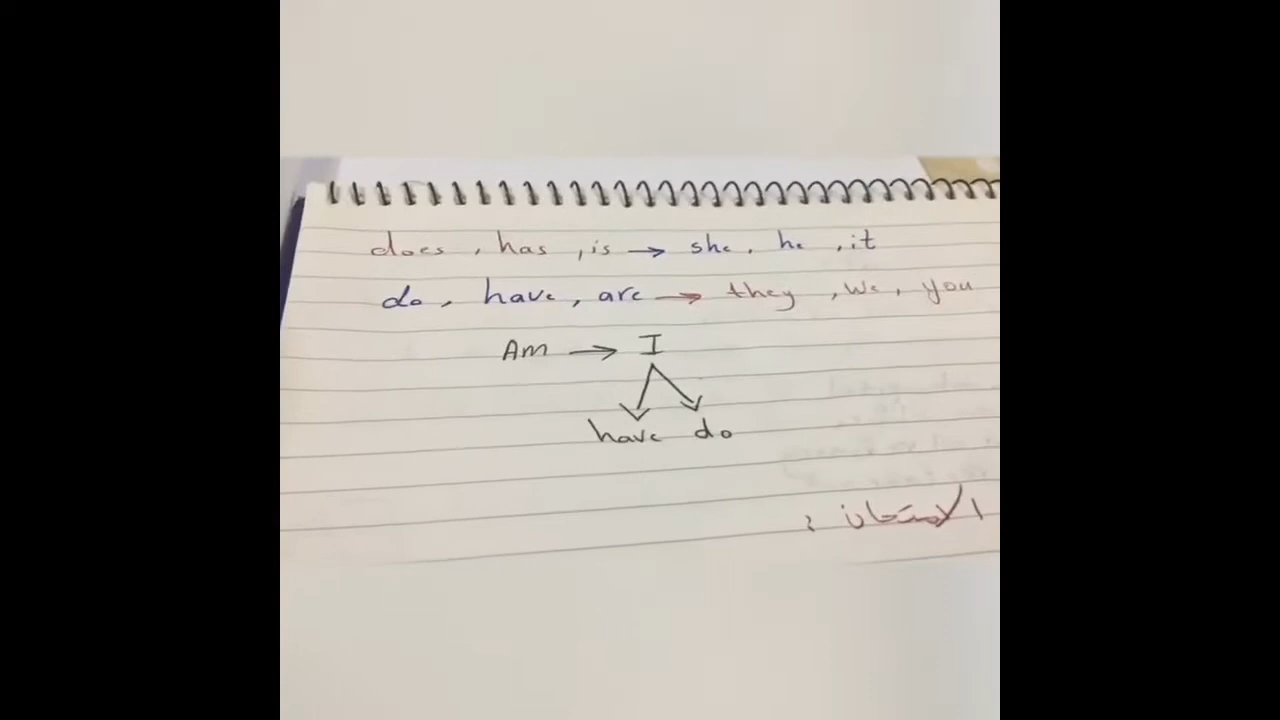 does , has , is → she , he , it
do , have , are → they , we , you
Am → I
have do
الامتحان :